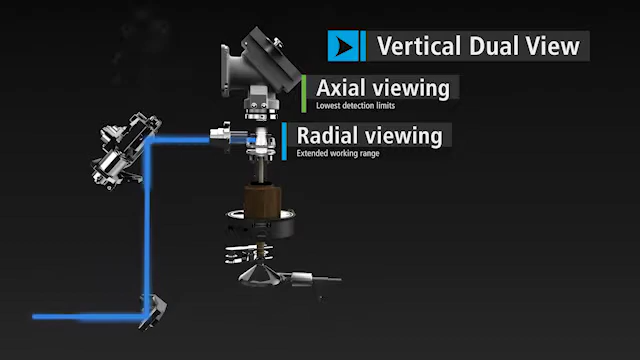 Vertical Dual View
Axial viewing
Lowest detection limits
Radial viewing
Extended working range